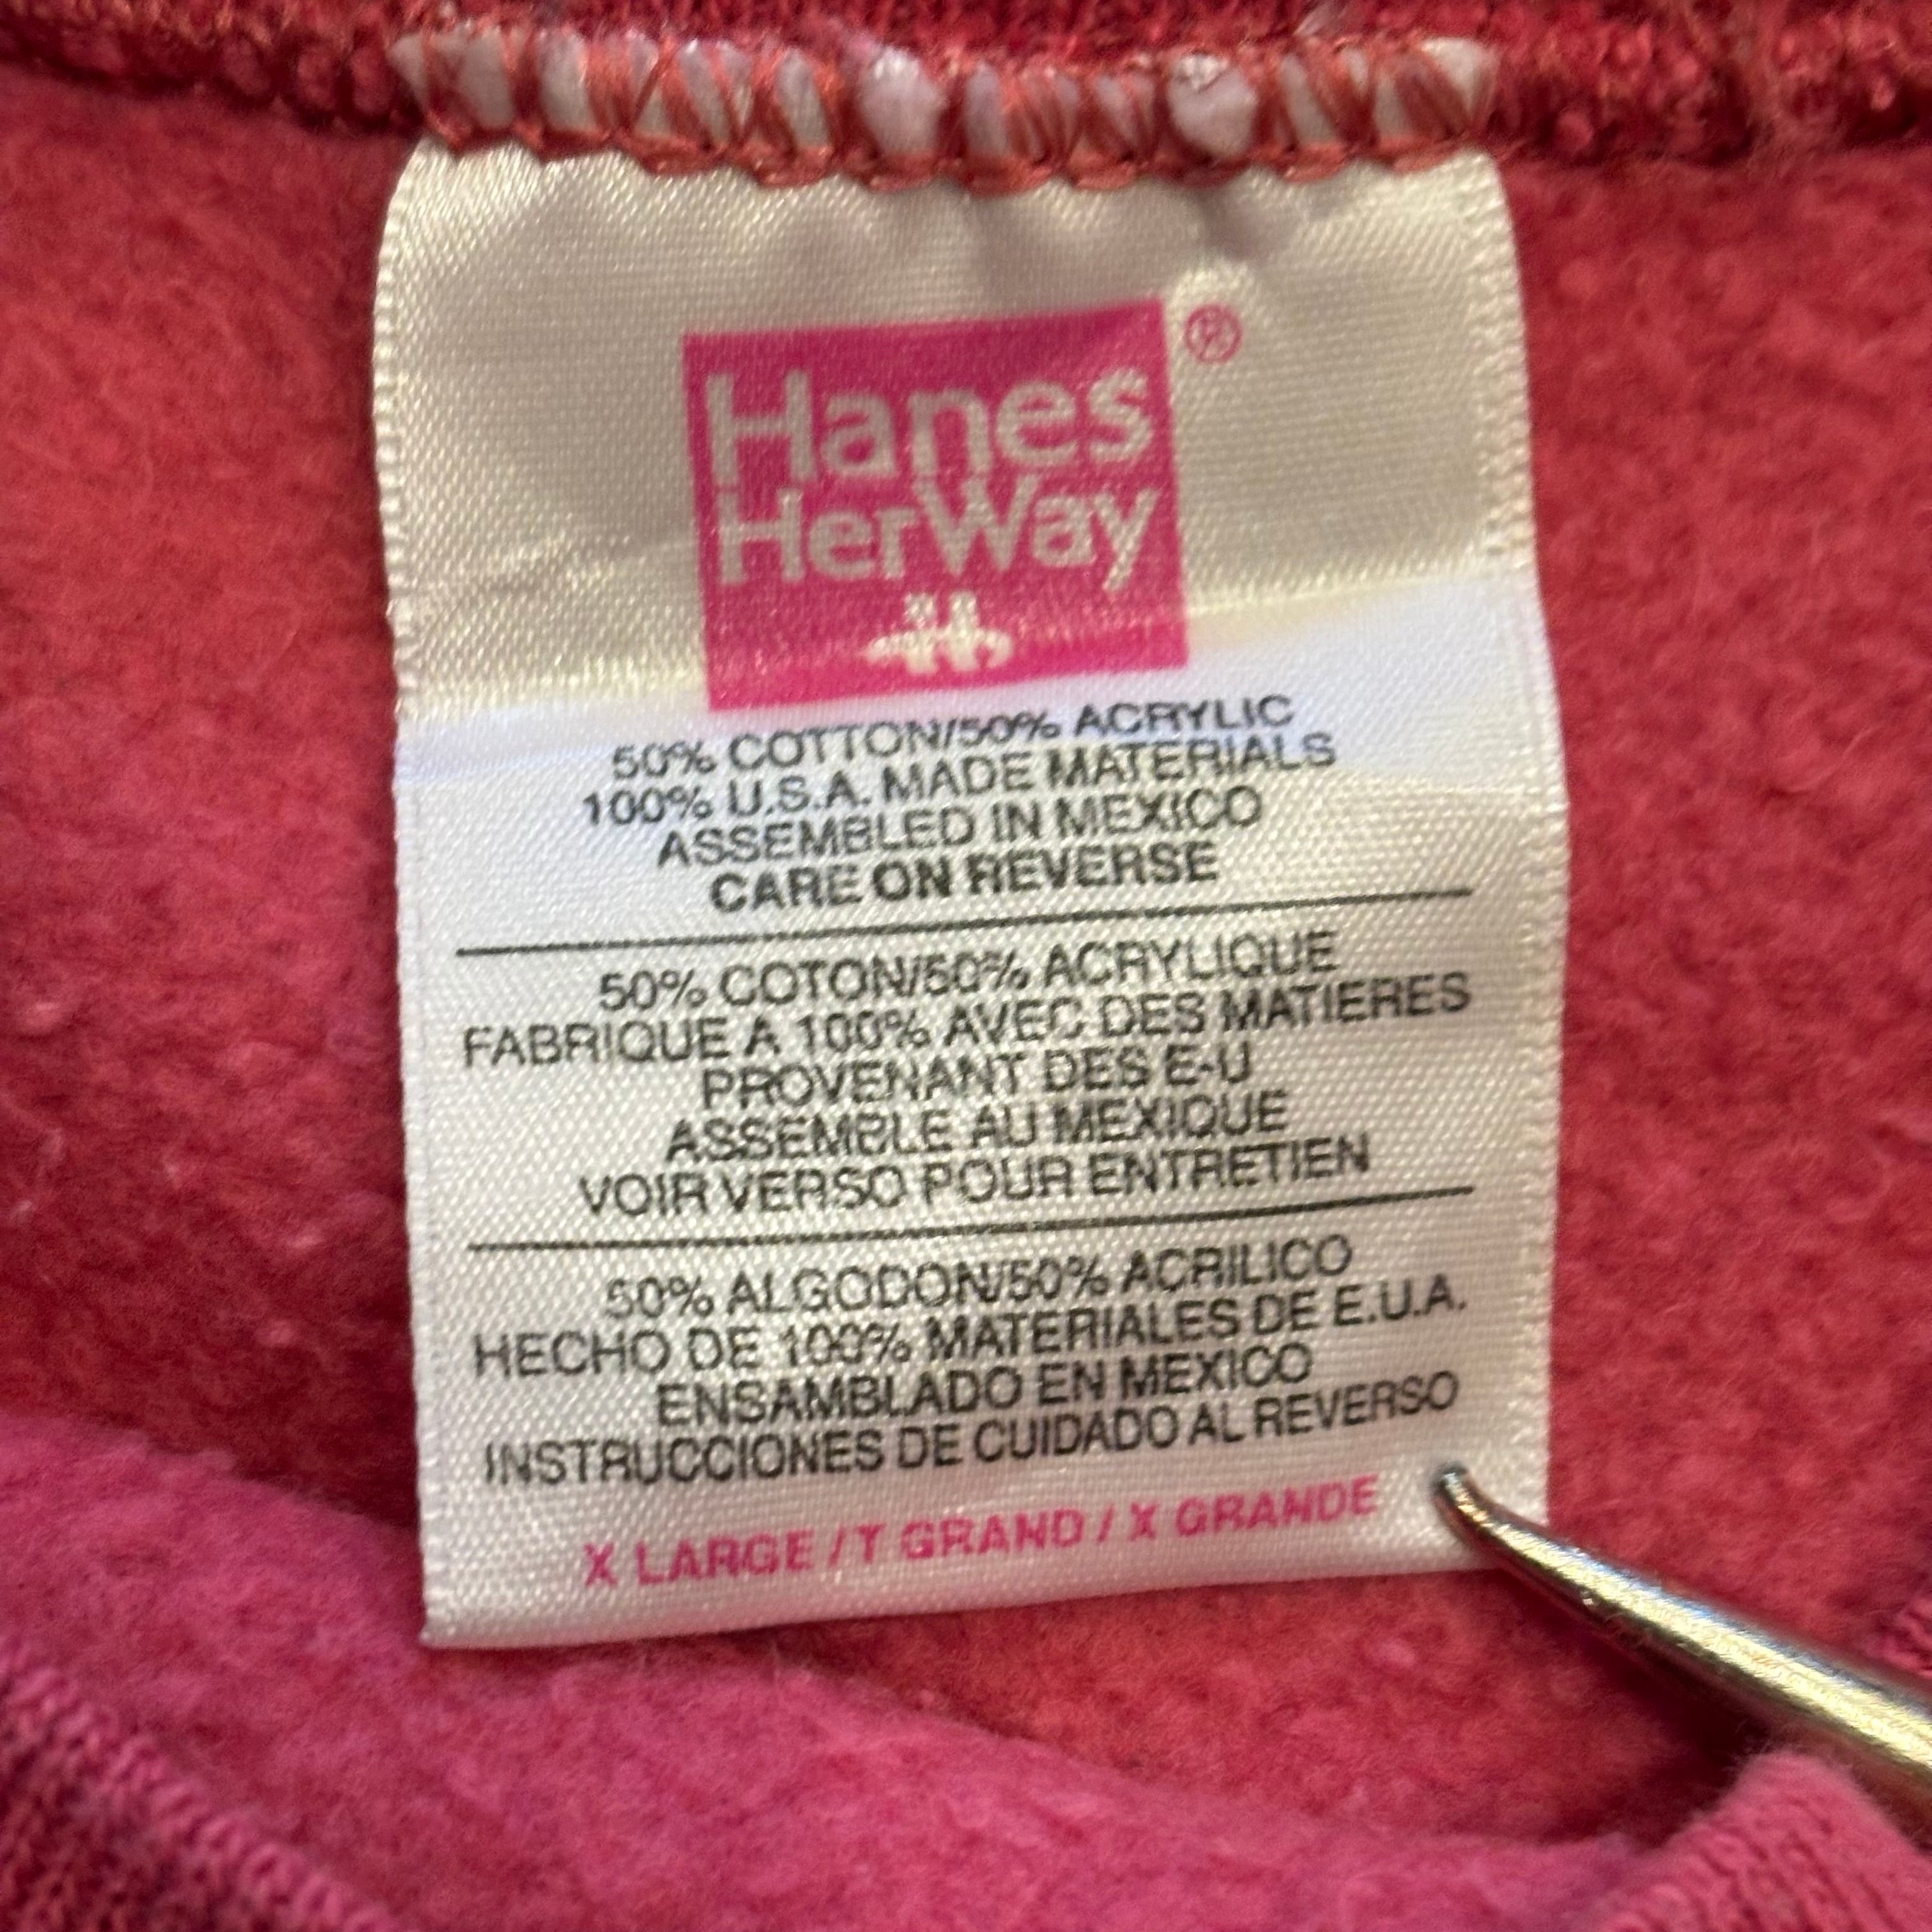 Hanes
HerWay
®
50% COTTON/50% ACRYLIC
100% U.S.A. MADE MATERIALS
ASSEMBLED IN MEXICO
CARE ON REVERSE
50% COTON/50% ACRYLIQUE
FABRIQUE A 100% AVEC DES MATIERES
PROVENANT DES E-U
ASSEMBLE AU MEXIQUE
VOIR VERSO POUR ENTRETIEN
50% ALGODON/50% ACRILICO
HECHO DE 100% MATERIALES DE E.U.A.
ENSAMBLADO EN MEXICO
INSTRUCCIONES DE CUIDADO AL REVERSO
X LARGE / T GRAND / X GRANDE